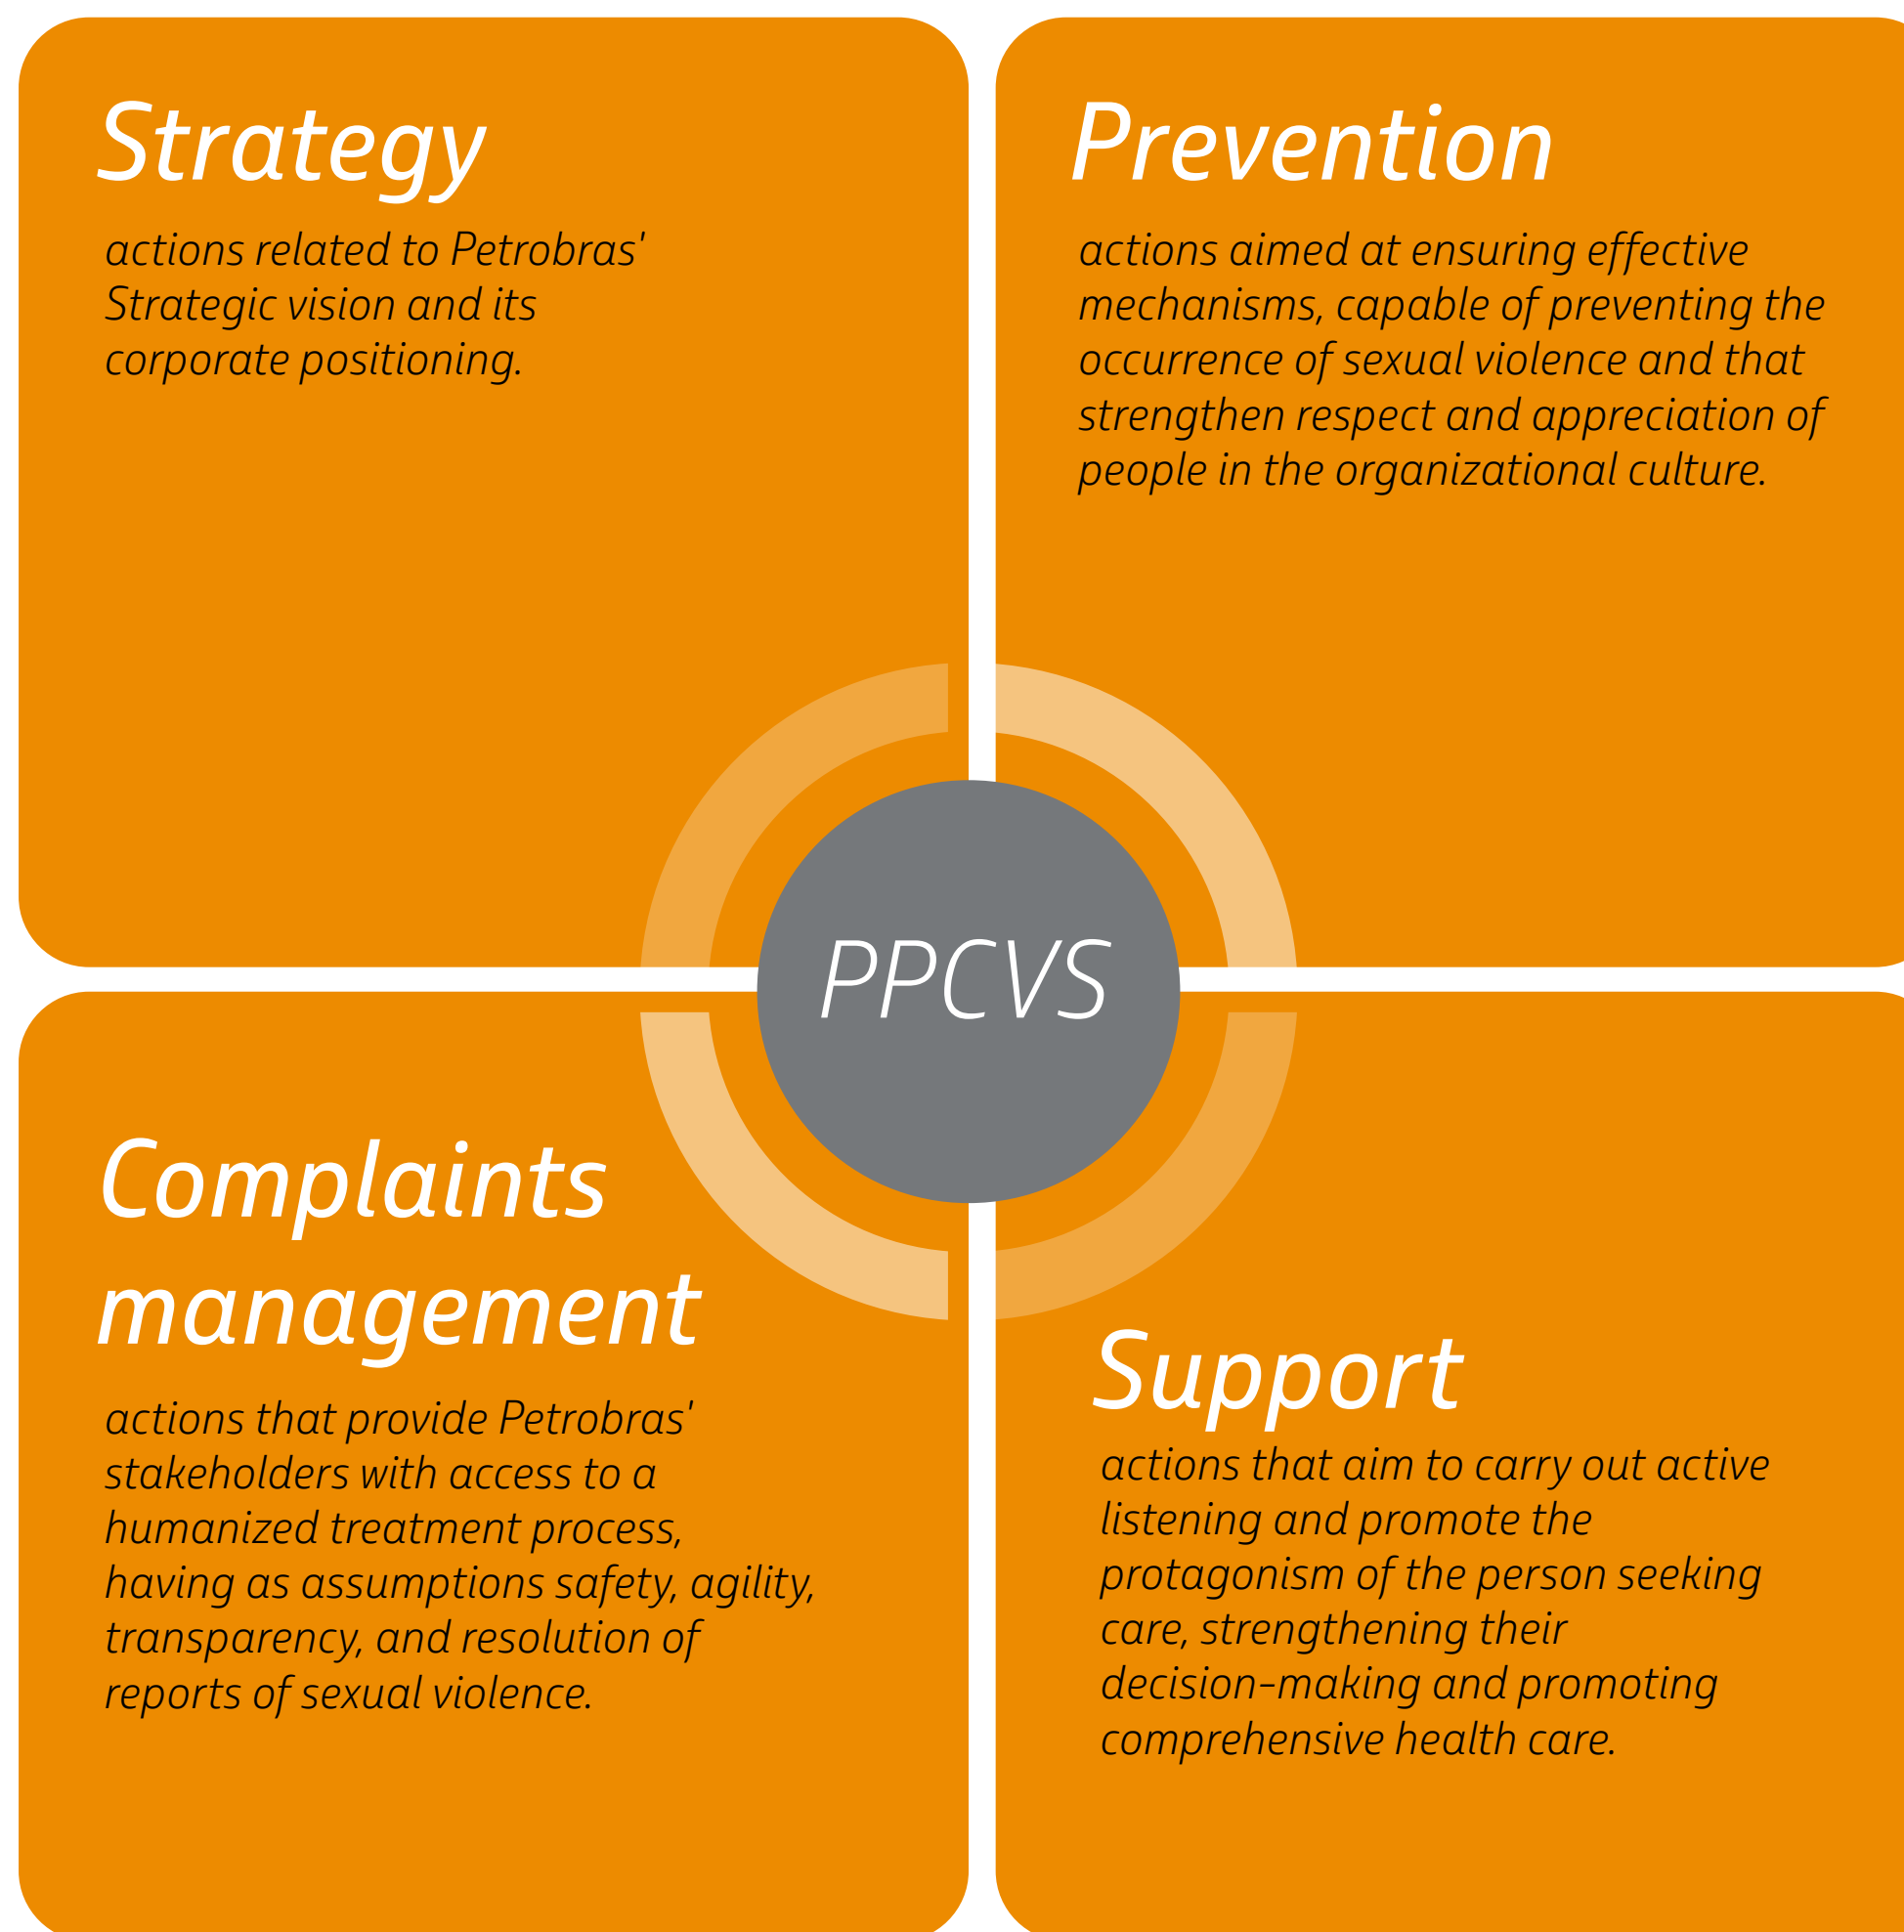 Strategy
actions related to Petrobras'
Strategic vision and its
corporate positioning.
Prevention
actions aimed at ensuring effective
mechanisms, capable of preventing the
occurrence of sexual violence and that
strengthen respect and appreciation of
people in the organizational culture.
PPCVS
Complaints
management
actions that provide Petrobras'
stakeholders with access to a
humanized treatment process,
having as assumptions safety, agility,
transparency, and resolution of
reports of sexual violence.
Support
actions that aim to carry out active
listening and promote the
protagonism of the person seeking
care, strengthening their
decision-making and promoting
comprehensive health care.